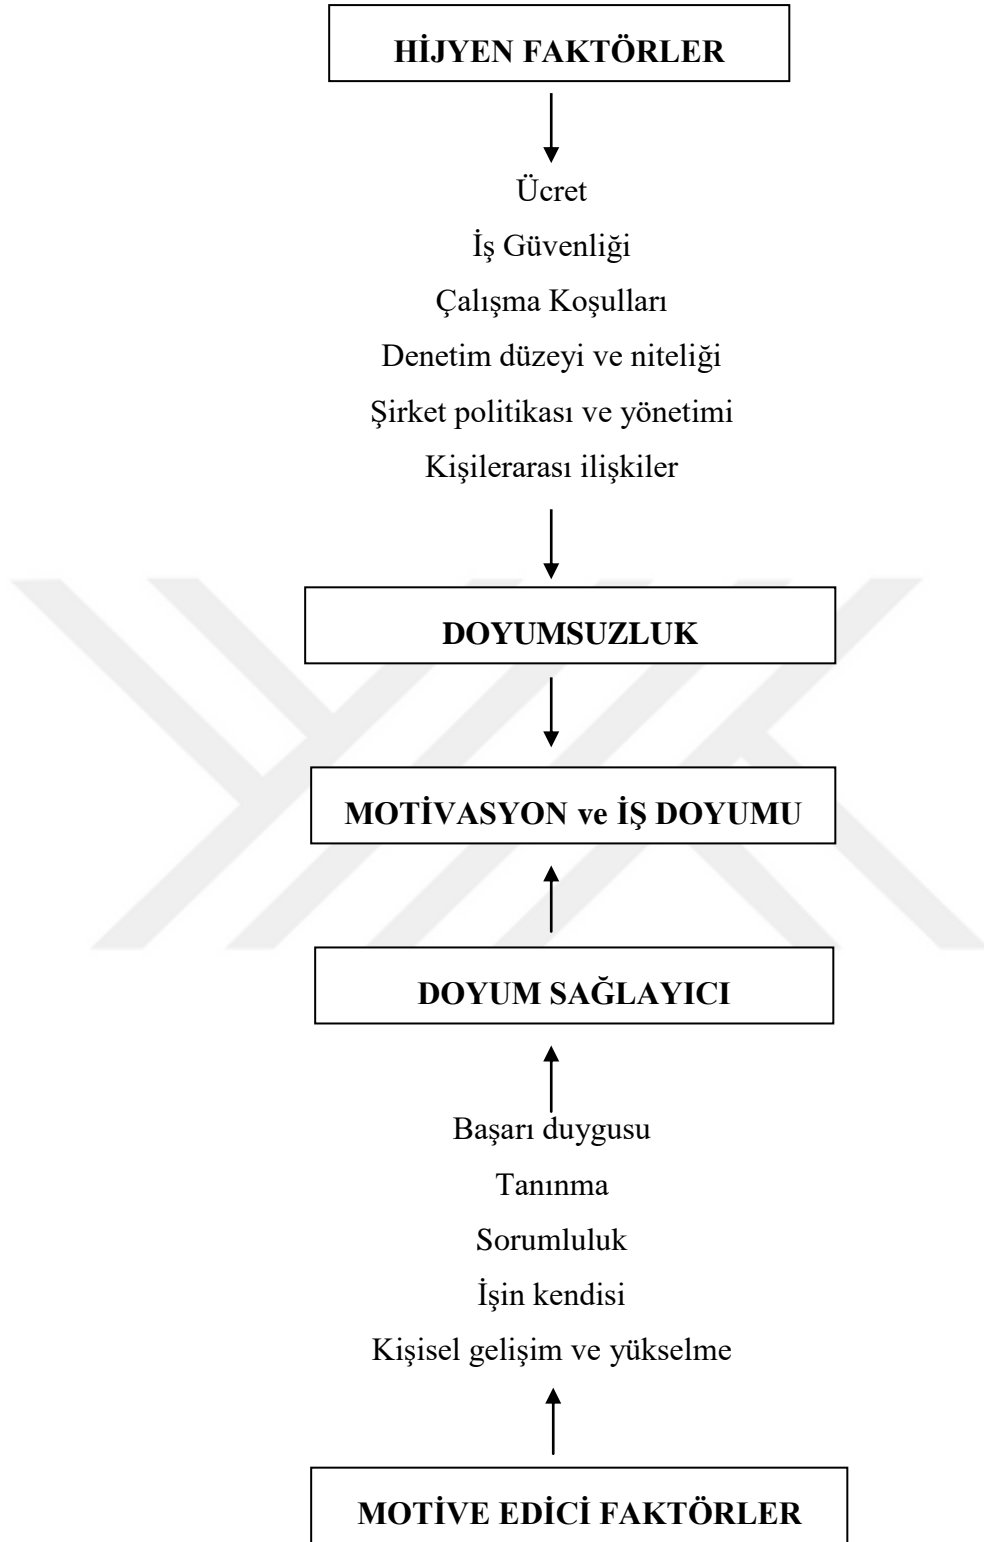 HİJYEN FAKTÖRLER
Ücret
İş Güvenliği
Çalışma Koşulları
Denetim düzeyi ve niteliği
Şirket politikası ve yönetimi
Kişilerarası ilişkiler
DOYUMSUZLUK
MOTİVASYON ve İŞ DOYUMU
DOYUM SAĞLAYICI
Başarı duygusu
Tanınma
Sorumluluk
İşin kendisi
Kişisel gelişim ve yükselme
MOTİVE EDİCİ FAKTÖRLER